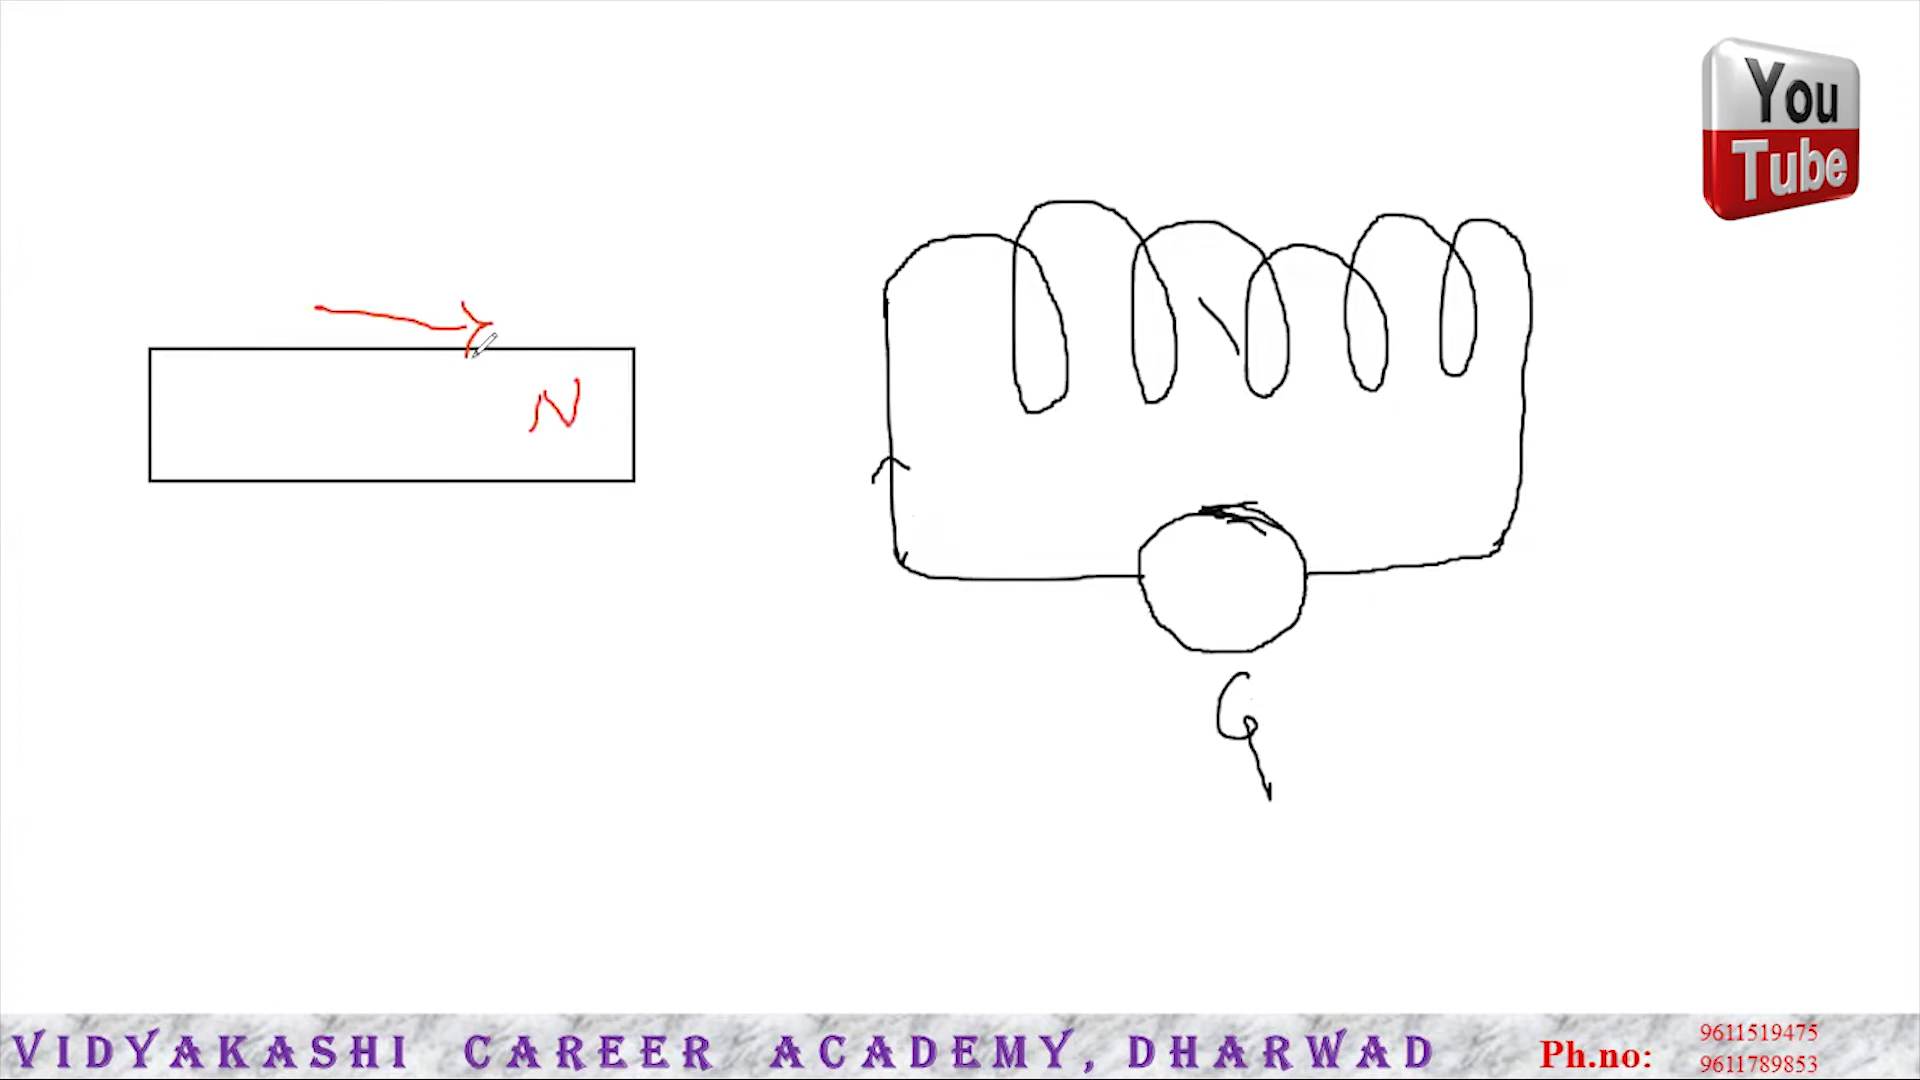 You
Tube
N
G
VIDYAKASHI CAREER ACADEMY, DHARWAD
Ph.no:
9611519475
9611789853